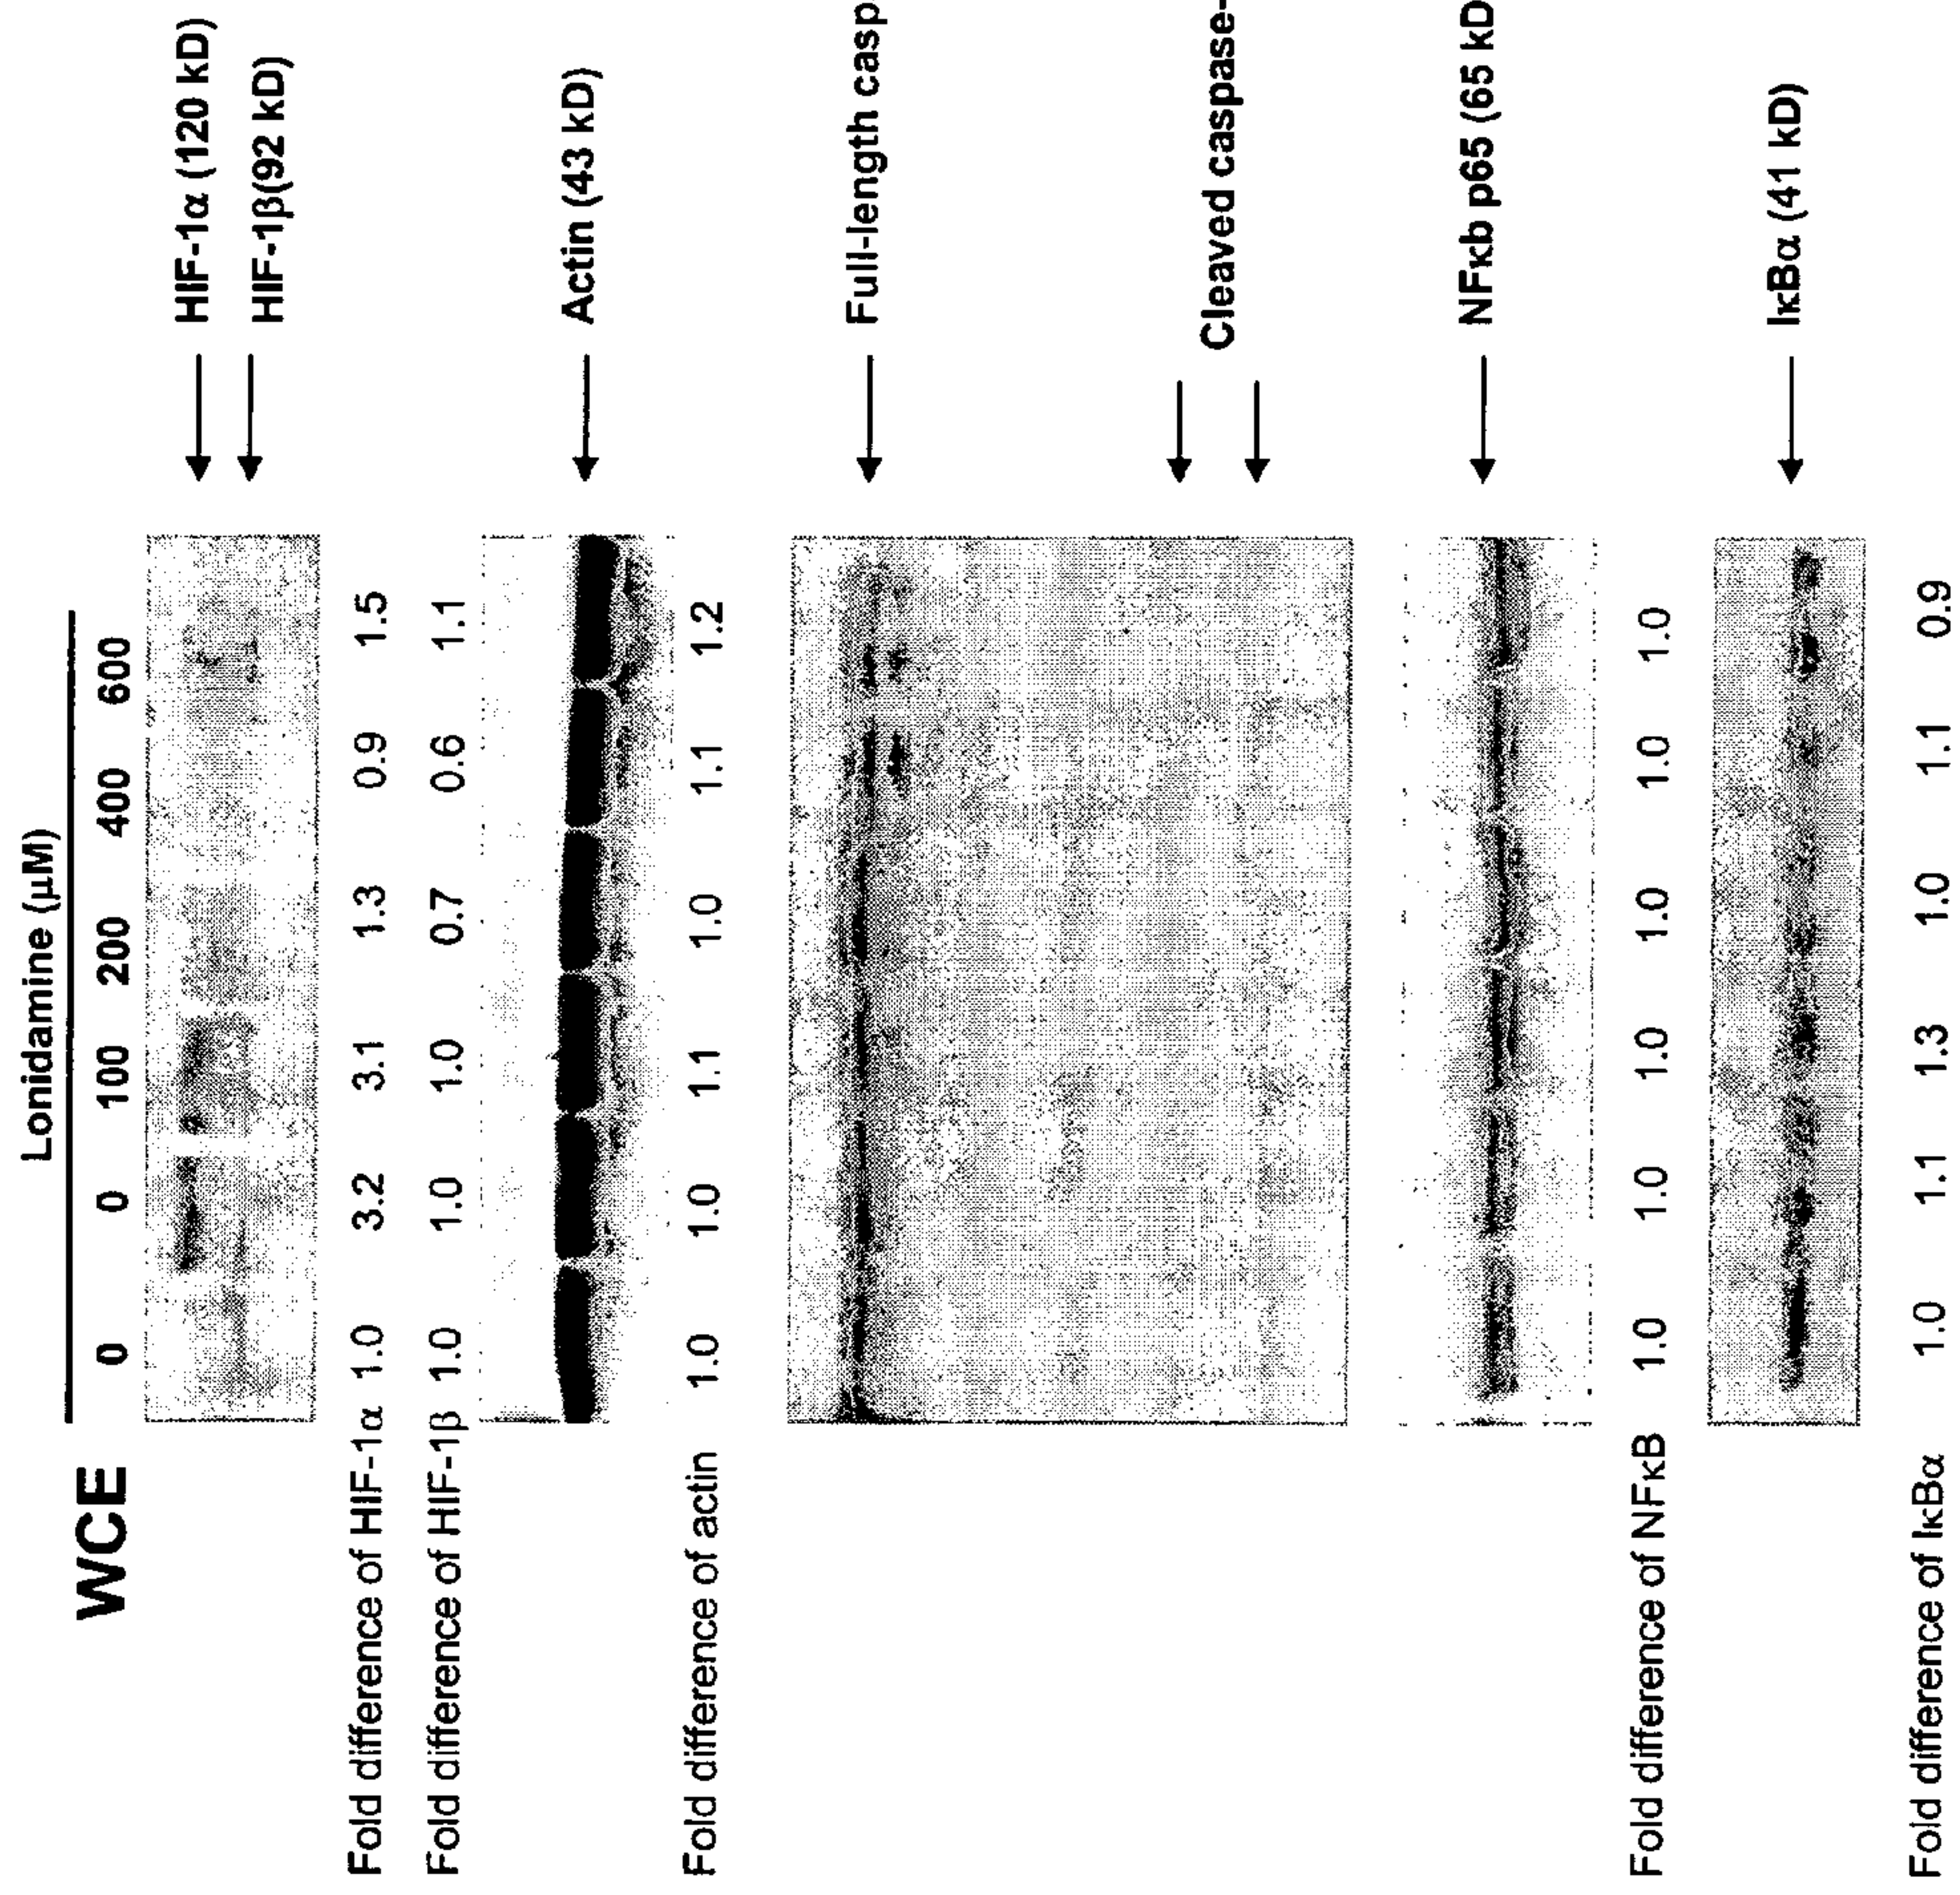 Lonidamine (µM)
WCE 0 0 100 200 400 600
HIF-1α (120 kD)
HIF-1β(92 kD)
Fold difference of HIF-1α 1.0 3.2 3.1 1.3 0.9 1.5
Fold difference of HIF-1β 1.0 1.0 1.0 0.7 0.6 1.1
Actin (43 kD)
Fold difference of actin 1.0 1.0 1.1 1.0 1.1 1.2
Full-length casp
Cleaved caspase-
NFκb p65 (65 kD
Fold difference of NFκB 1.0 1.0 1.0 1.0 1.0 1.0
IκBα (41 kD)
Fold difference of IκBα 1.0 1.1 1.3 1.0 1.1 0.9